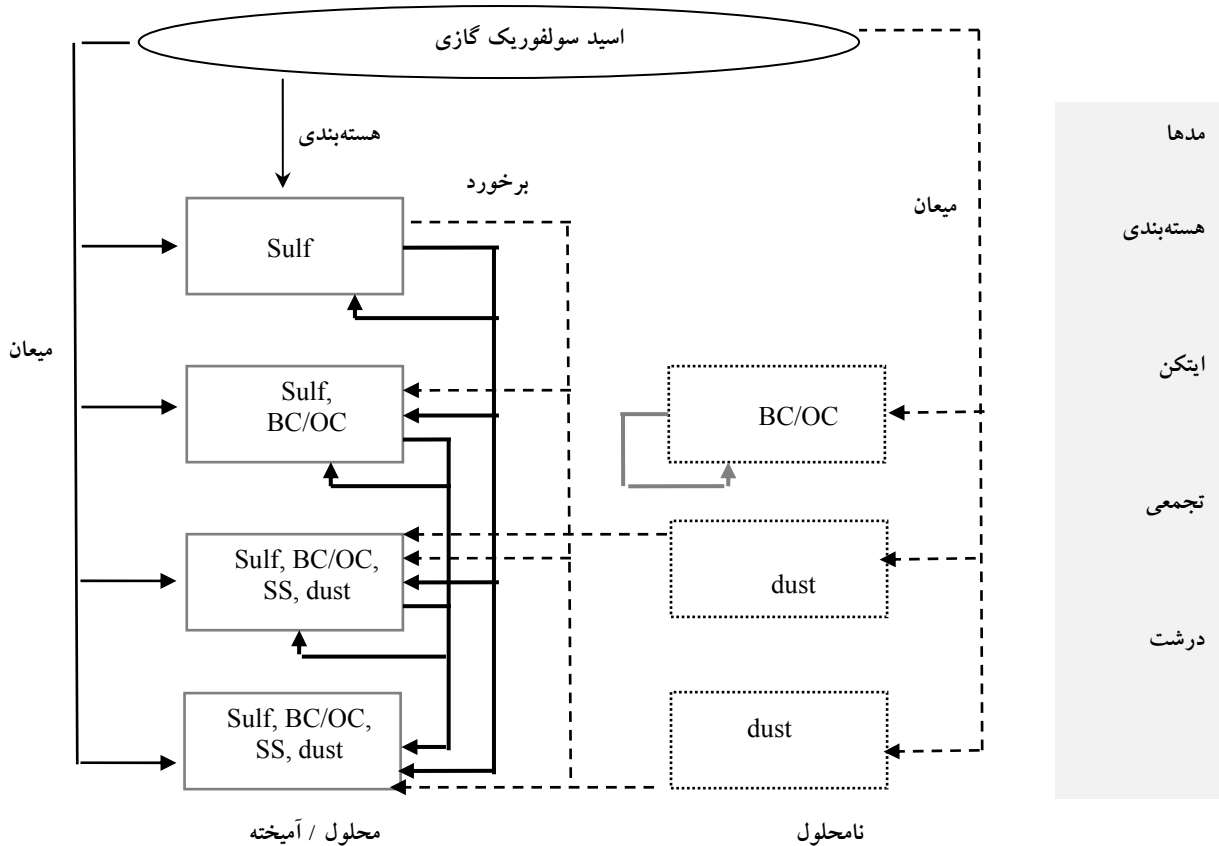 اسید سولفوریک گازی
مدها
هسته‌بندی
برخورد
میعان
هسته‌بندی
Sulf
میعان
ایتکن
Sulf,
BC/OC
BC/OC
تجمعی
Sulf, BC/OC,
SS, dust
dust
درشت
Sulf, BC/OC,
SS, dust
dust
محلول / آمیخته
نامحلول